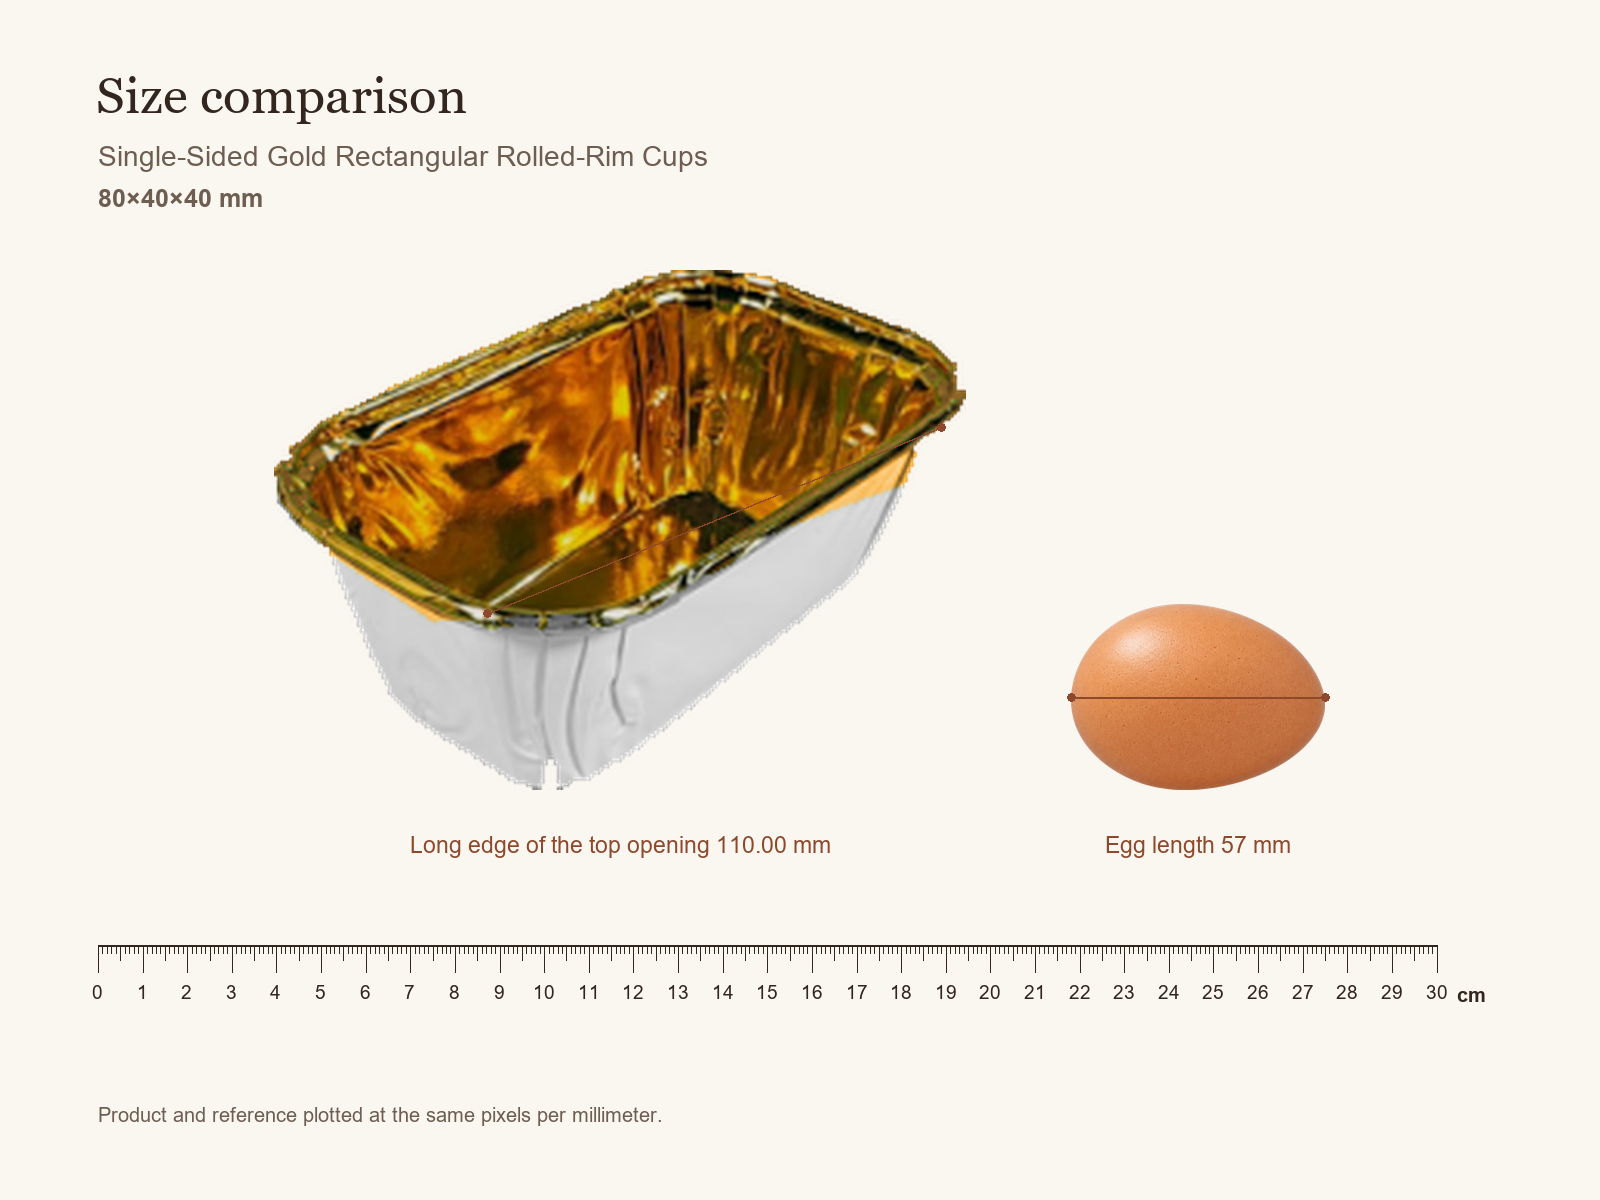 Size comparison
Single-Sided Gold Rectangular Rolled-Rim Cups
80×40×40 mm
Long edge of the top opening 110.00 mm
Egg length 57 mm
0 1 2 3 4 5 6 7 8 9 10 11 12 13 14 15 16 17 18 19 20 21 22 23 24 25 26 27 28 29 30 cm
Product and reference plotted at the same pixels per millimeter.